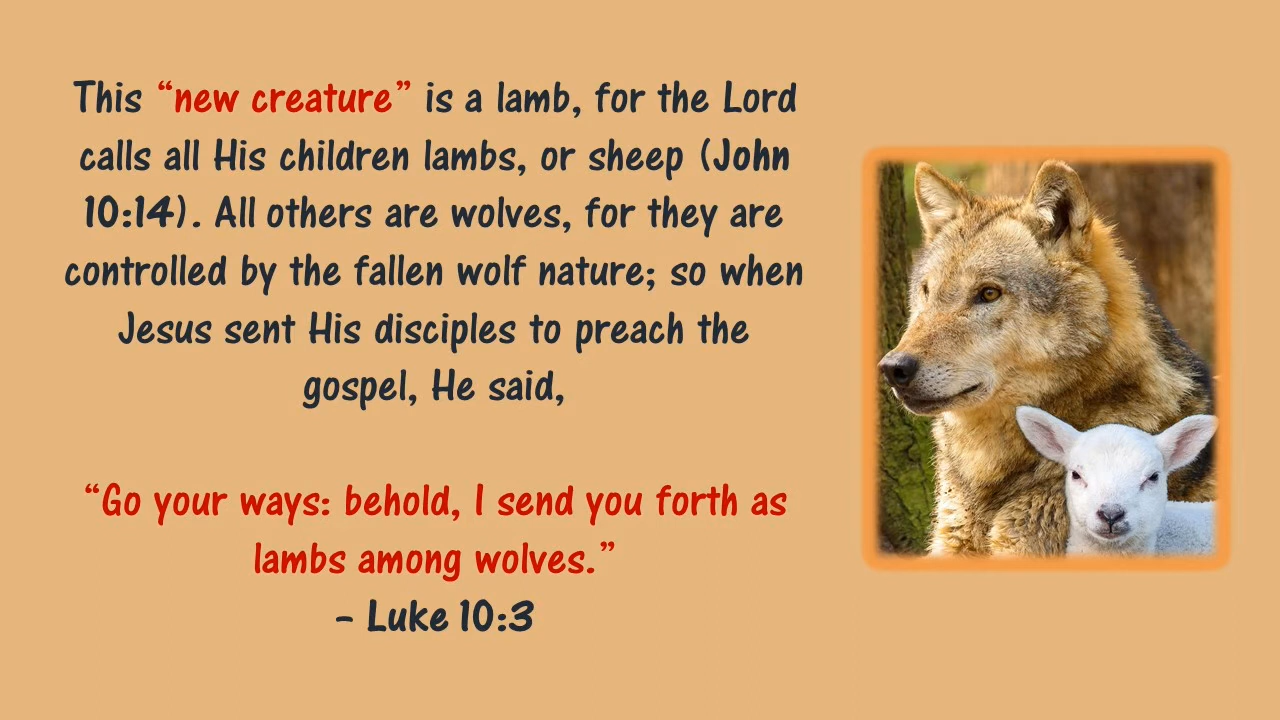 This “new creature” is a lamb, for the Lord
calls all His children lambs, or sheep (John
10:14). All others are wolves, for they are
controlled by the fallen wolf nature; so when
Jesus sent His disciples to preach the
gospel, He said,
“Go your ways: behold, I send you forth as
lambs among wolves.”
– Luke 10:3